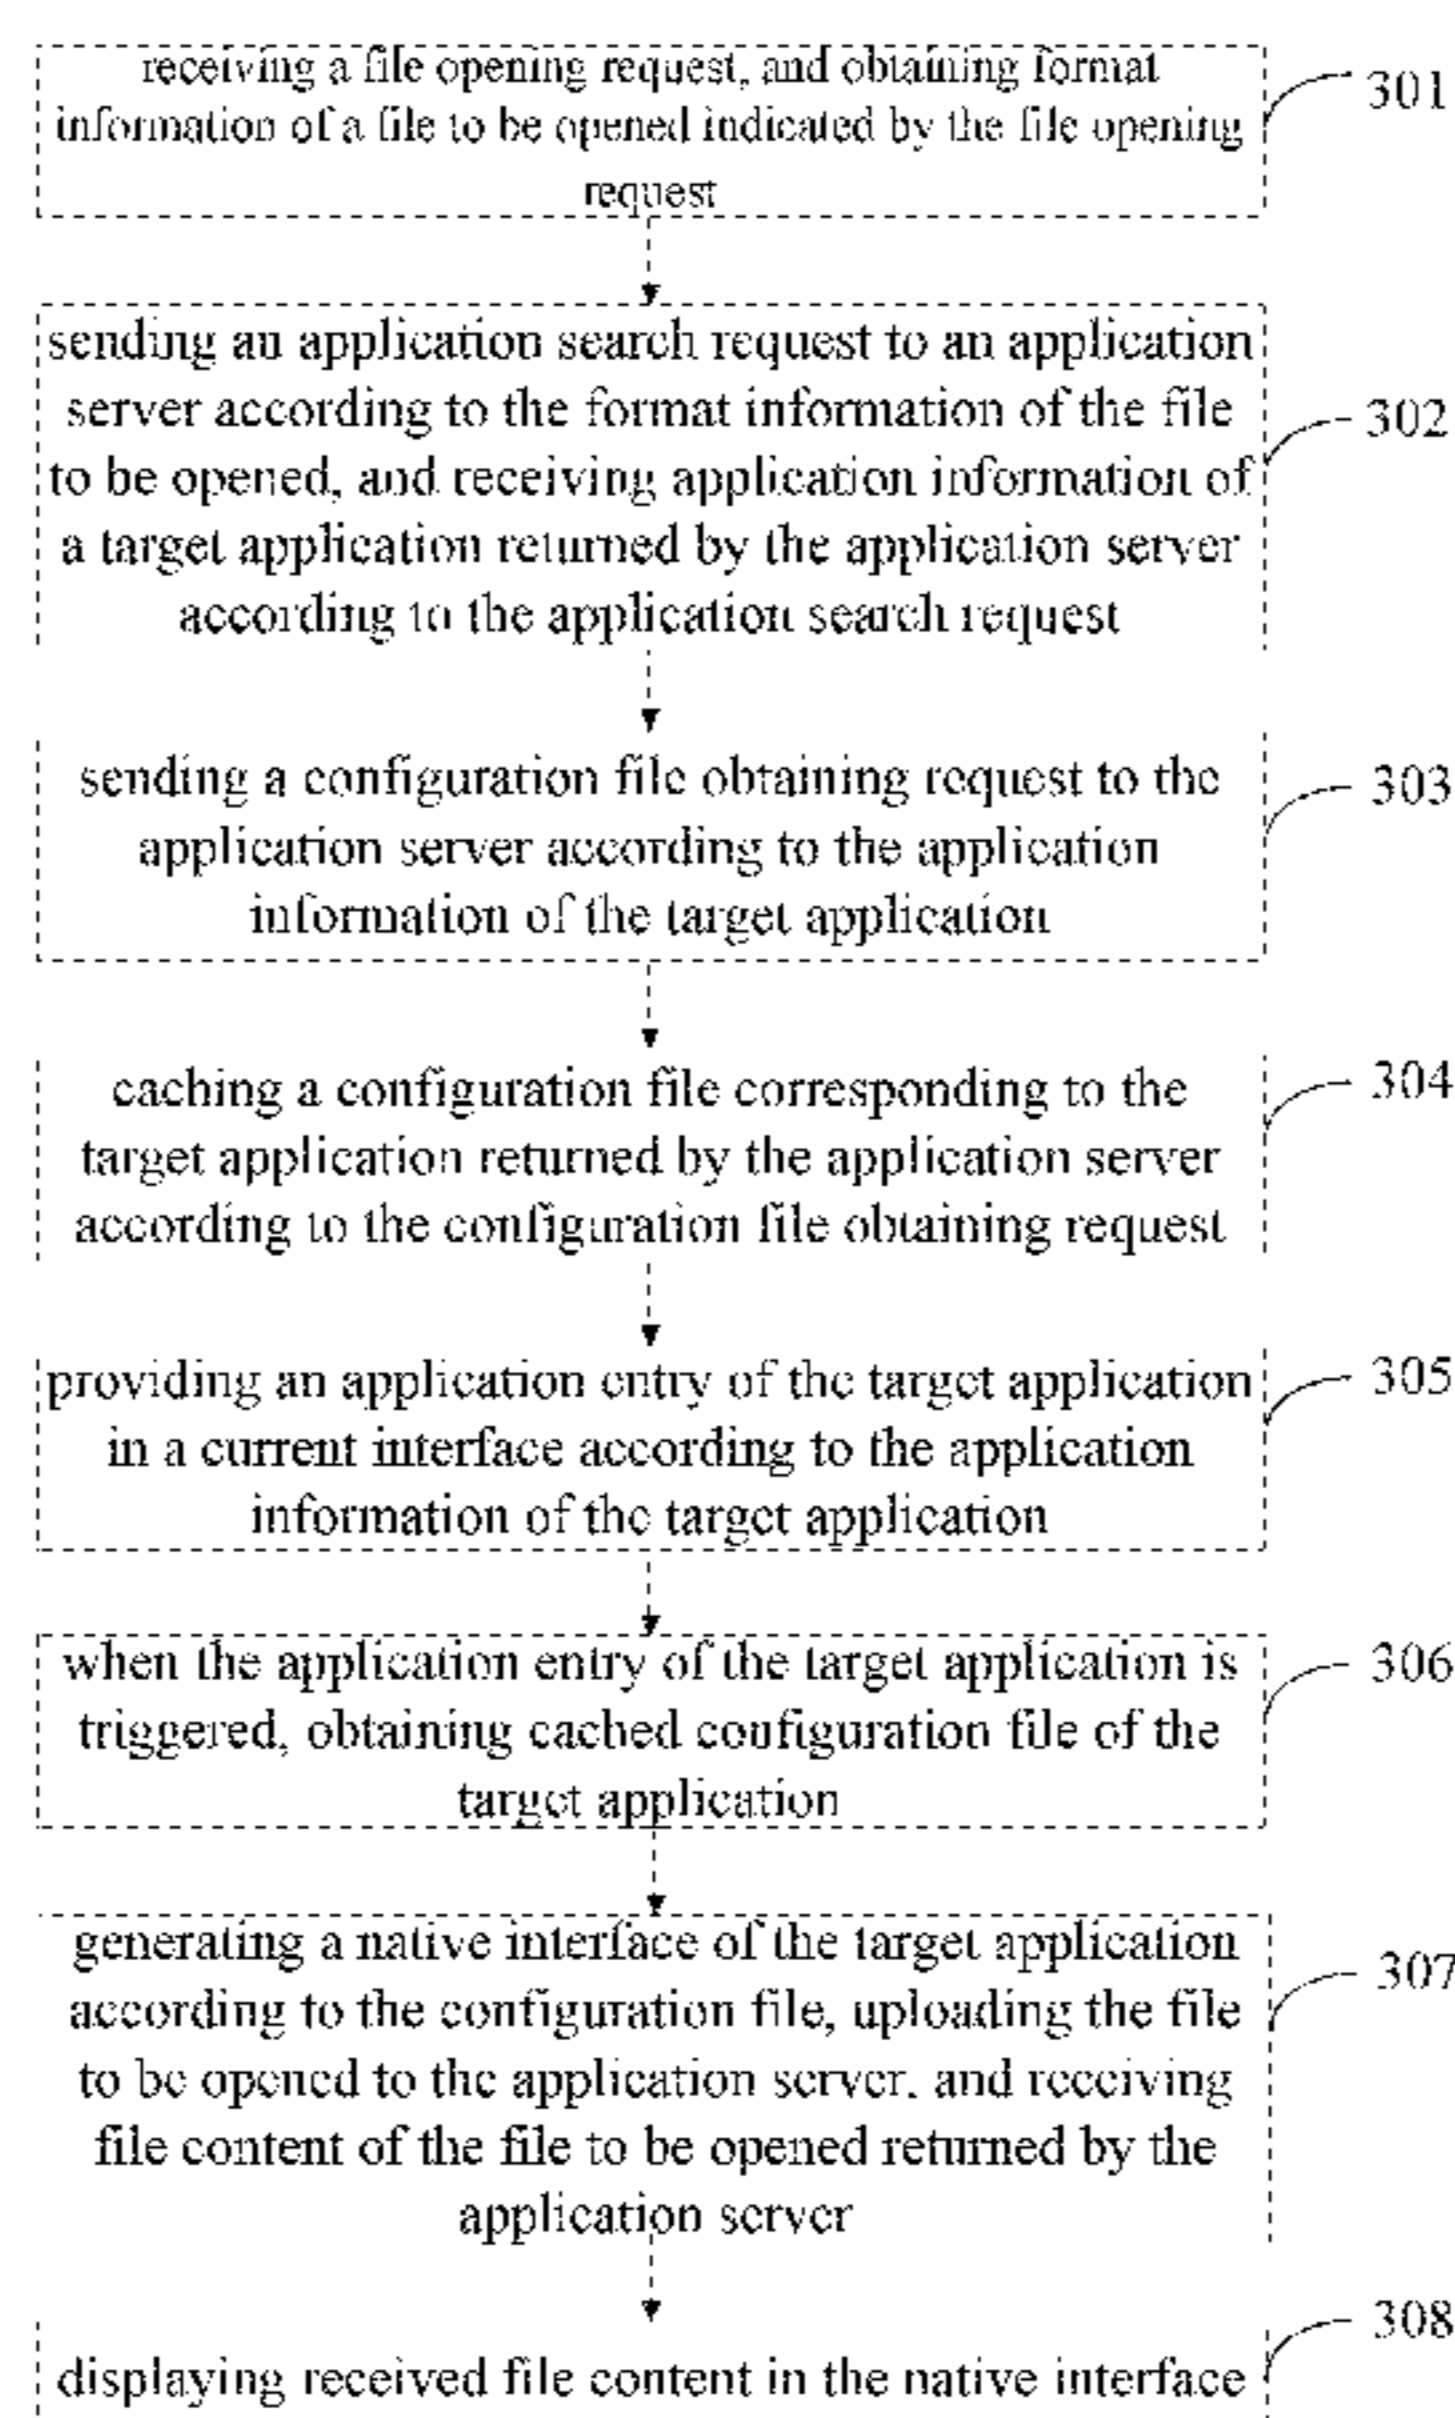 receiving a file opening request, and obtaining format
information of a file to be opened indicated by the file opening
request
301
sending an application search request to an application
server according to the format information of the file
to be opened, and receiving application information of
a target application returned by the application server
according to the application search request
302
sending a configuration file obtaining request to the
application server according to the application
information of the target application
303
caching a configuration file corresponding to the
target application returned by the application server
according to the configuration file obtaining request
304
providing an application entry of the target application
in a current interface according to the application
information of the target application
305
when the application entry of the target application is
triggered, obtaining cached configuration file of the
target application
306
generating a native interface of the target application
according to the configuration file, uploading the file
to be opened to the application server, and receiving
file content of the file to be opened returned by the
application server
307
displaying received file content in the native interface
308